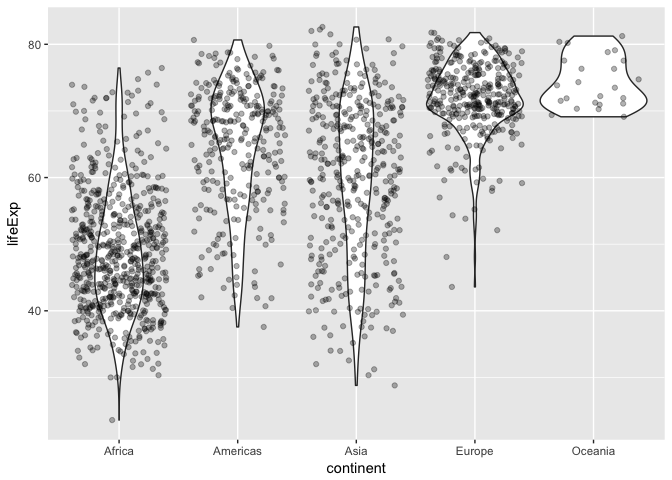 80
60
40
lifeExp
Africa
Americas
Asia
Europe
Oceania
continent